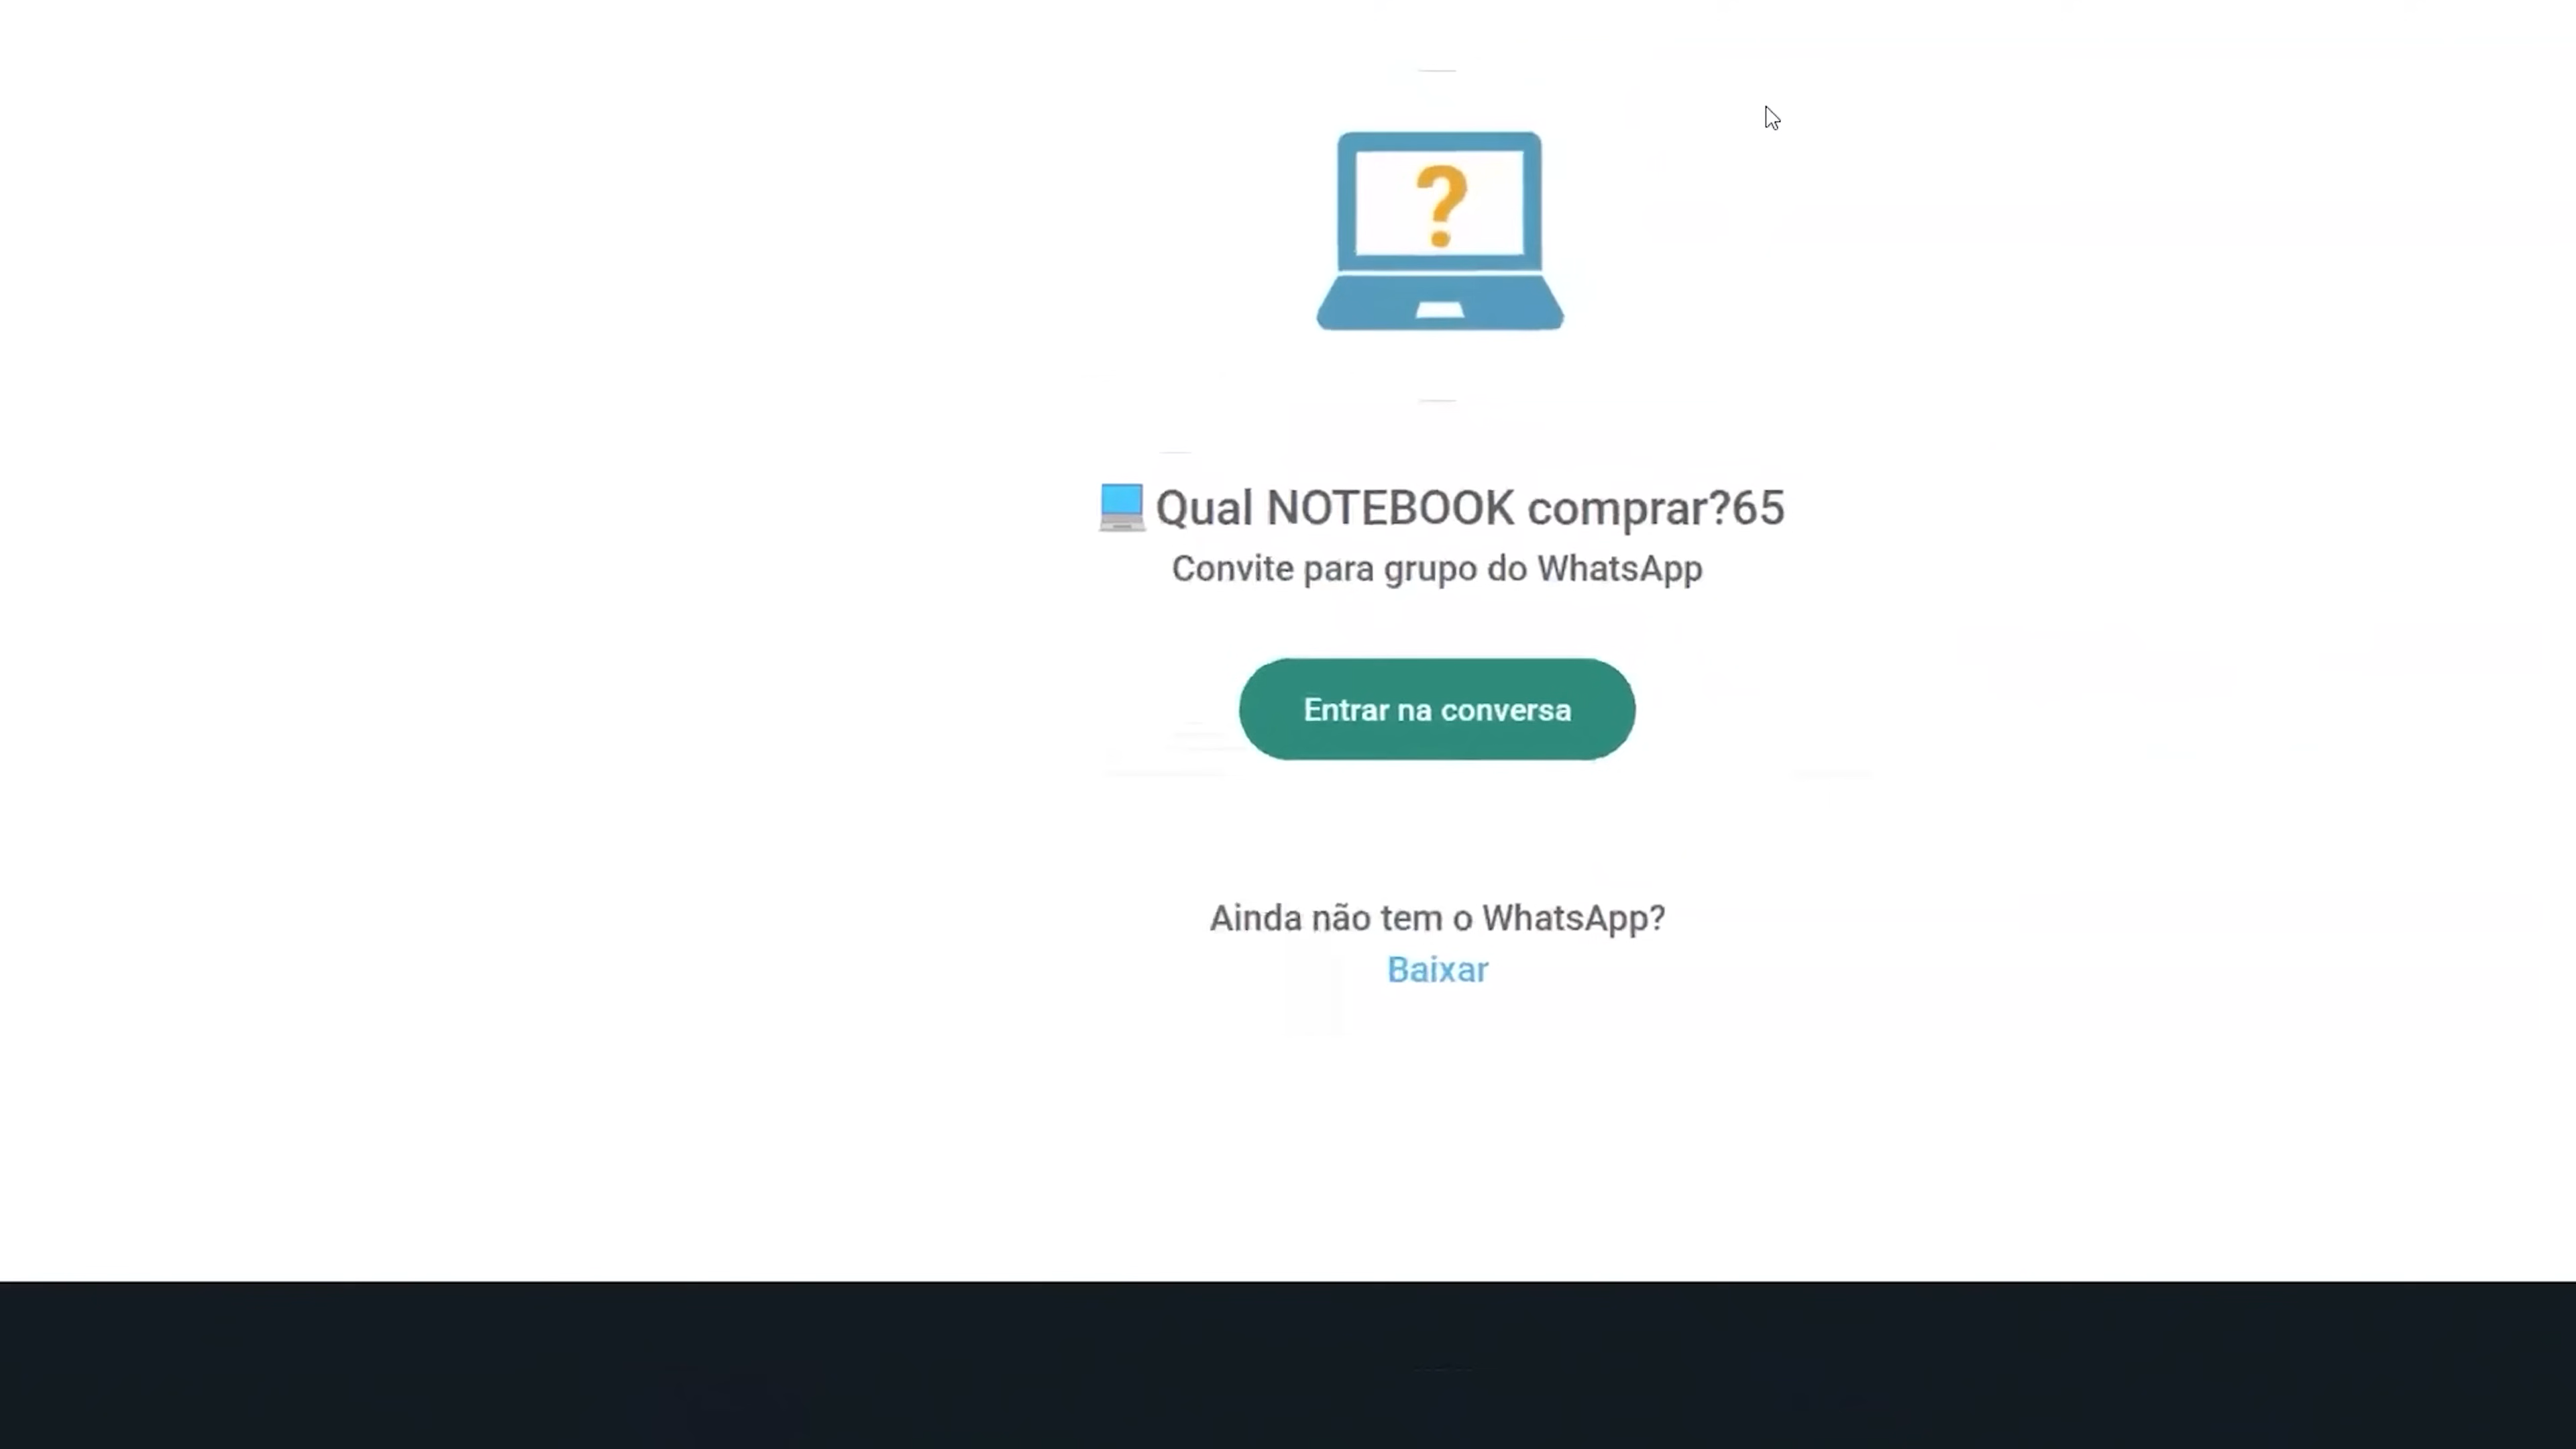 ?
💻 Qual NOTEBOOK comprar?65
Convite para grupo do WhatsApp
Entrar na conversa
Ainda não tem o WhatsApp?
Baixar